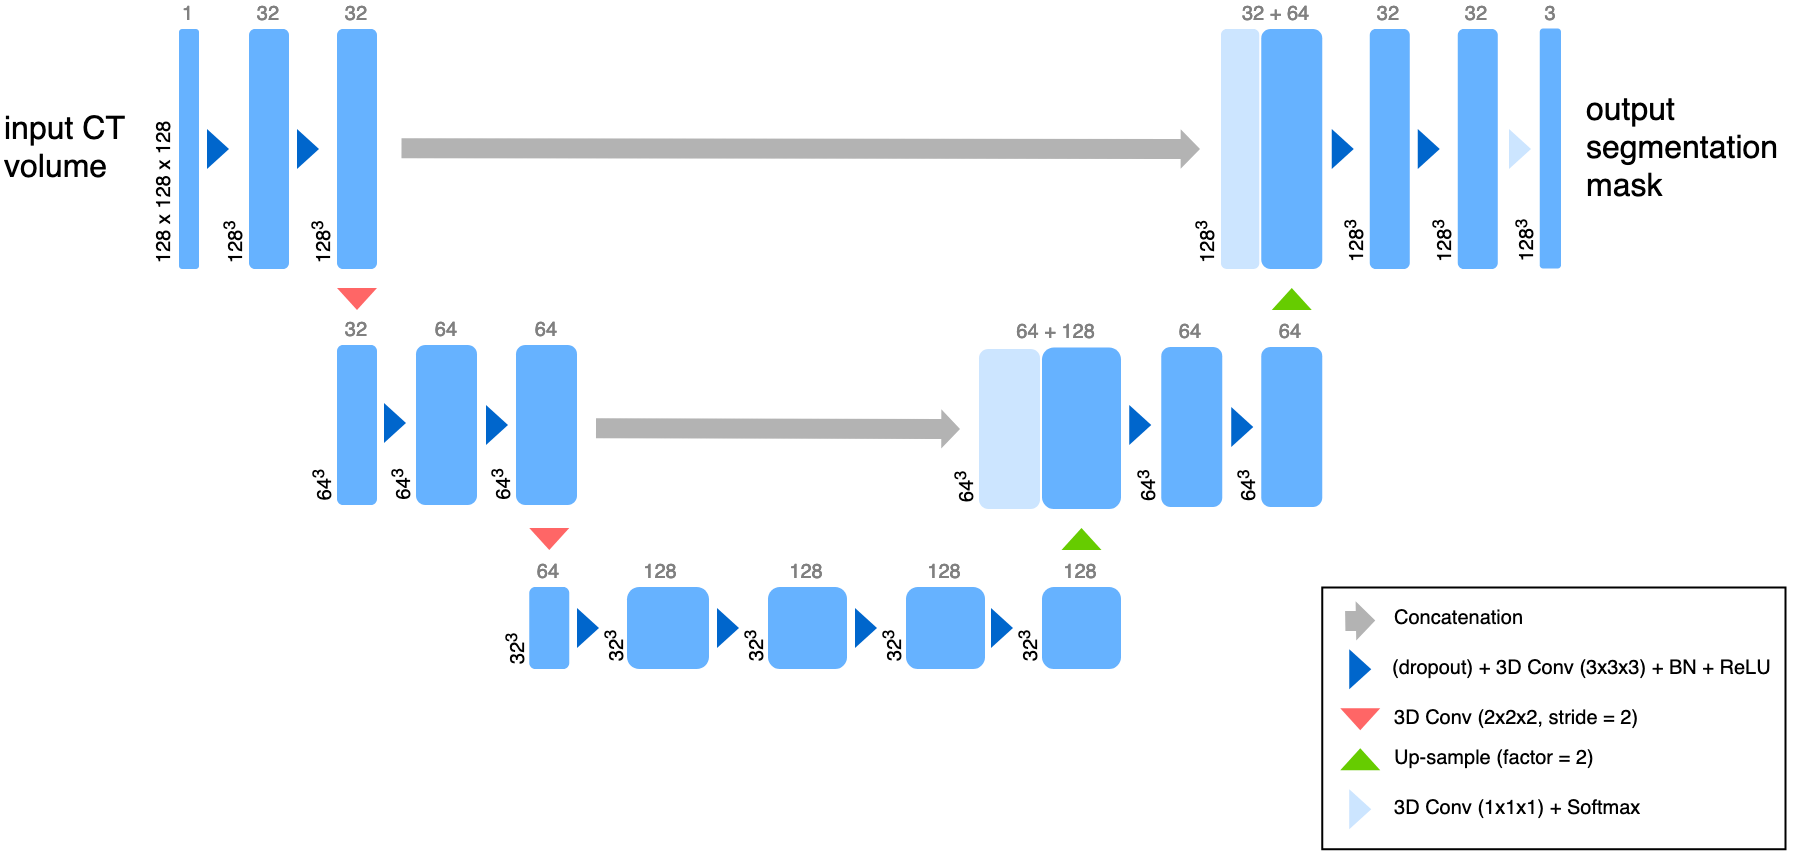 1 32 32 32 + 64 32 32 3
input CT
volume
128 x 128 x 128
128³ 128³ 128³ 128³ 128³ 128³
output
segmentation
mask
32 64 64 64 + 128 64 64
64³ 64³ 64³ 64³ 64³ 64³
64 128 128 128 128
32³ 32³ 32³ 32³ 32³
Concatenation
(dropout) + 3D Conv (3x3x3) + BN + ReLU
3D Conv (2x2x2, stride = 2)
Up-sample (factor = 2)
3D Conv (1x1x1) + Softmax